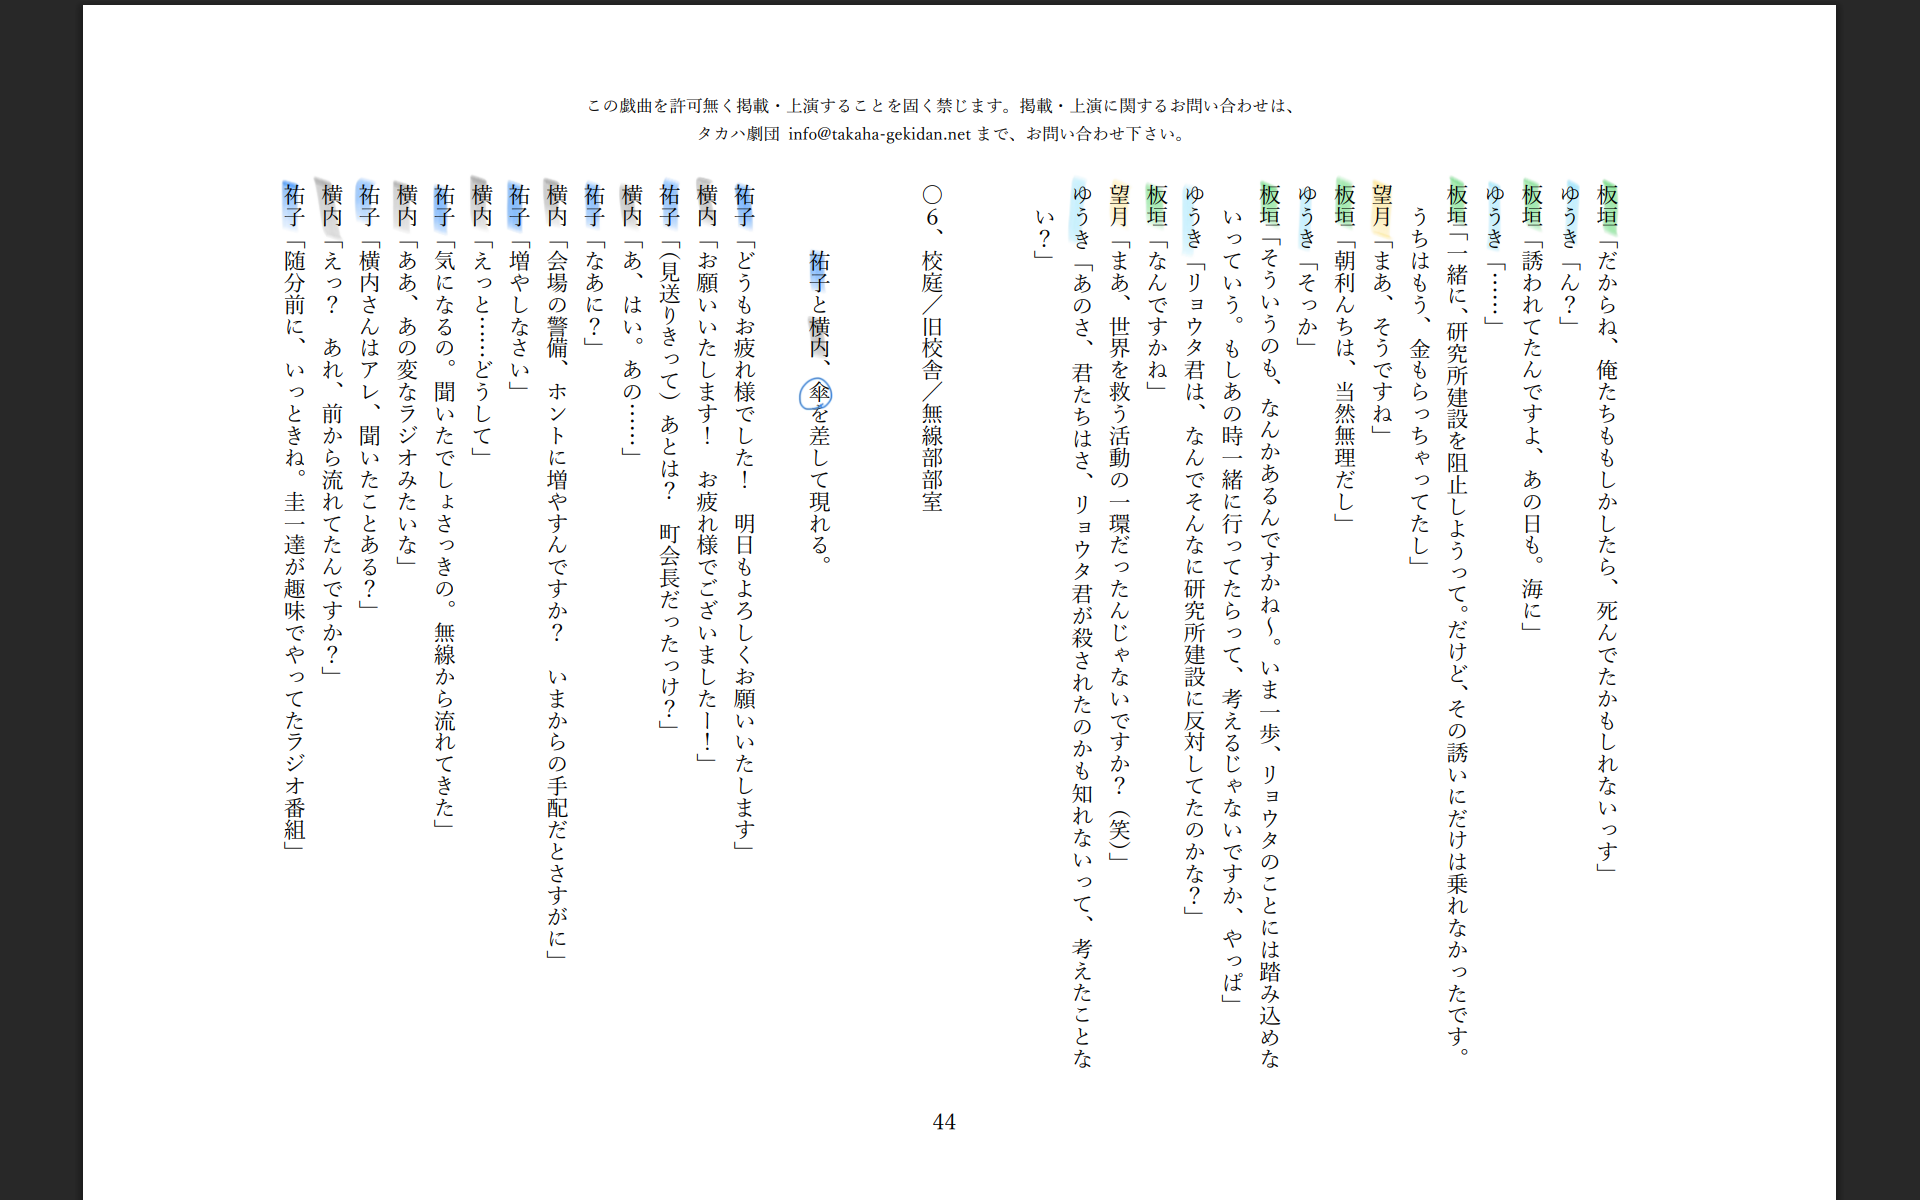 この戯曲を許可無く掲載・上演することを固く禁じます。掲載・上演に関するお問い合わせは、
タカハ劇団 info@takaha-gekidan.net まで、お問い合わせ下さい。
板垣「だからね、俺たちももしかしたら、死んでたかもしれないっす」
ゆうき「ん？」
板垣「誘われてたんですよ、あの日も。海に」
ゆうき「……」
板垣「一緒に、研究所建設を阻止しようって。だけど、その誘いにだけは乗れなかったです。
うちはもう、金もらっちゃってたし」
望月「まあ、そうですね」
板垣「朝利んちは、当然無理だし」
ゆうき「そっか」
板垣「そういうのも、なんかあるんですかね～。いま一歩、リョウタのことには踏み込めな
いっていう。もしあの時一緒に行ってたらって、考えるじゃないですか、やっぱ」
ゆうき「リョウタ君は、なんでそんなに研究所建設に反対してたのかな？」
板垣「なんですかね」
望月「まあ、世界を救う活動の一環だったんじゃないですか？（笑）」
ゆうき「あのさ、君たちはさ、リョウタ君が殺されたのかも知れないって、考えたことな
い？」
○６、校庭／旧校舎／無線部部室
祐子と横内、傘を差して現れる。
祐子「どうもお疲れ様でした！　明日もよろしくお願いいたします」
横内「お願いいたします！　お疲れ様でございましたー！」
祐子「（見送りきって）あとは？　町会長だったっけ？」
横内「あ、はい。あの……」
祐子「なあに？」
横内「会場の警備、ホントに増やすんですか？　いまからの手配だとさすがに」
祐子「増やしなさい」
横内「えっと……どうして」
祐子「気になるの。聞いたでしょさっきの。無線から流れてきた」
横内「ああ、あの変なラジオみたいな」
祐子「横内さんはアレ、聞いたことある？」
横内「えっ？　あれ、前から流れてたんですか？」
祐子「随分前に、いっときね。圭一達が趣味でやってたラジオ番組」
44